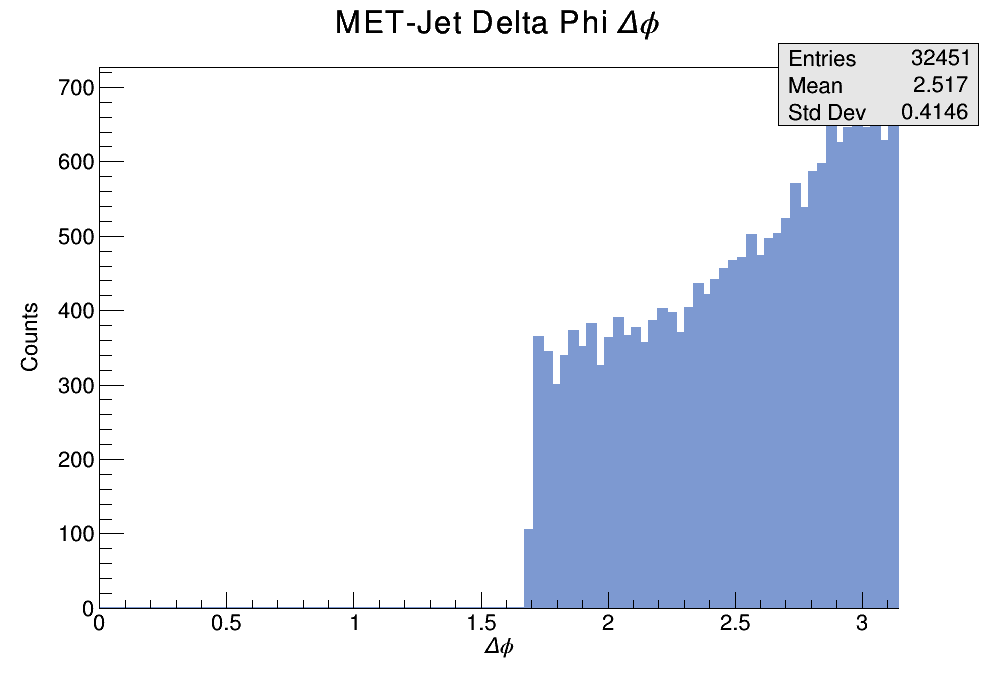 MET-Jet Delta Phi Δϕ
Entries 32451
Mean 2.517
Std Dev 0.4146
700
600
500
400
300
200
100
0
Counts
0 0.5 1 1.5 2 2.5 3
Δϕ